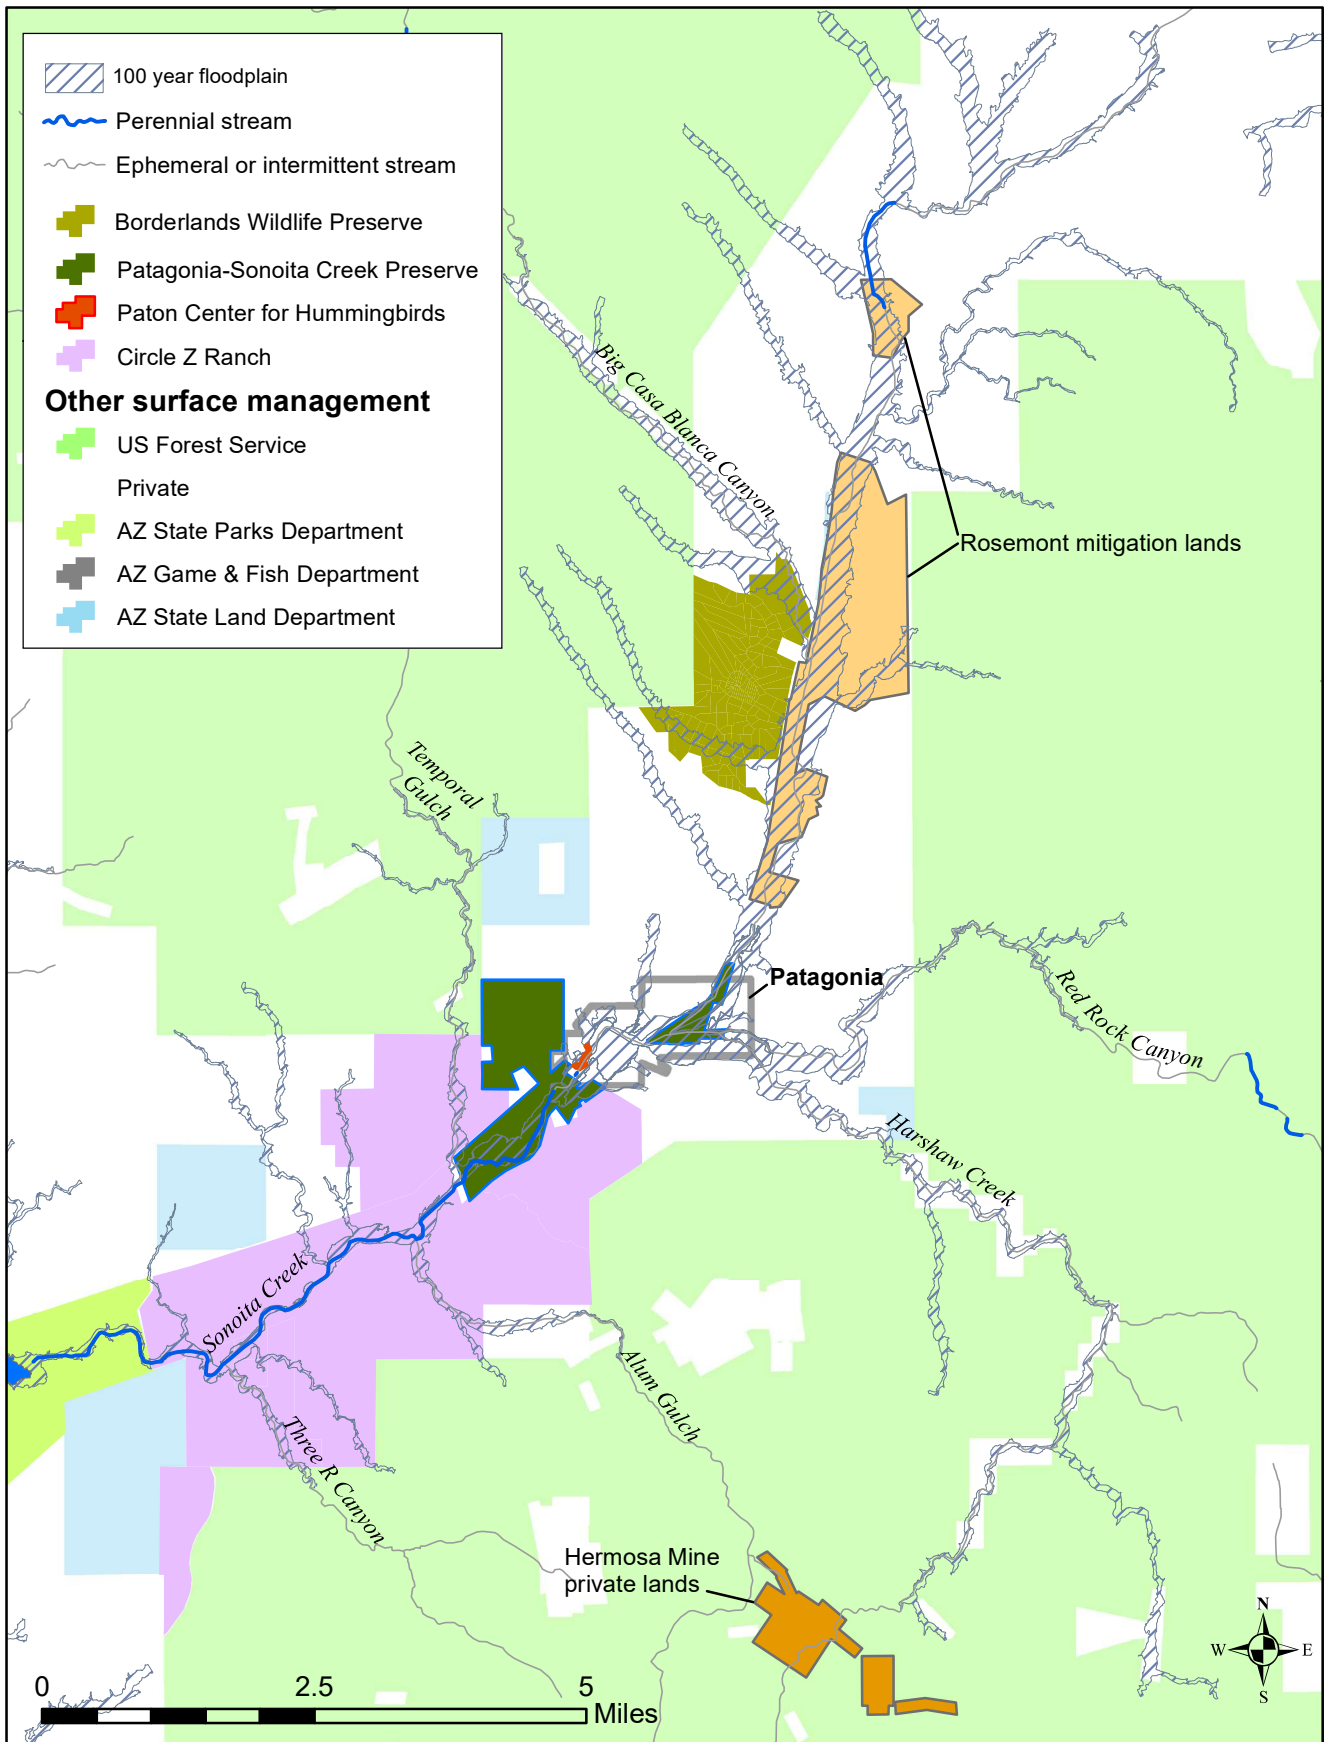 100 year floodplain
Perennial stream
Ephemeral or intermittent stream
Borderlands Wildlife Preserve
Patagonia-Sonoita Creek Preserve
Paton Center for Hummingbirds
Circle Z Ranch
Other surface management
US Forest Service
Private
AZ State Parks Department
AZ Game & Fish Department
AZ State Land Department
Big Casa Blanca Canyon
Rosemont mitigation lands
Temporal
Gulch
Patagonia
Red Rock Canyon
Harshaw Creek
Sonoita Creek
Alum Gulch
Three R Canyon
Hermosa Mine
private lands
N
W E
S
0 2.5 5
Miles